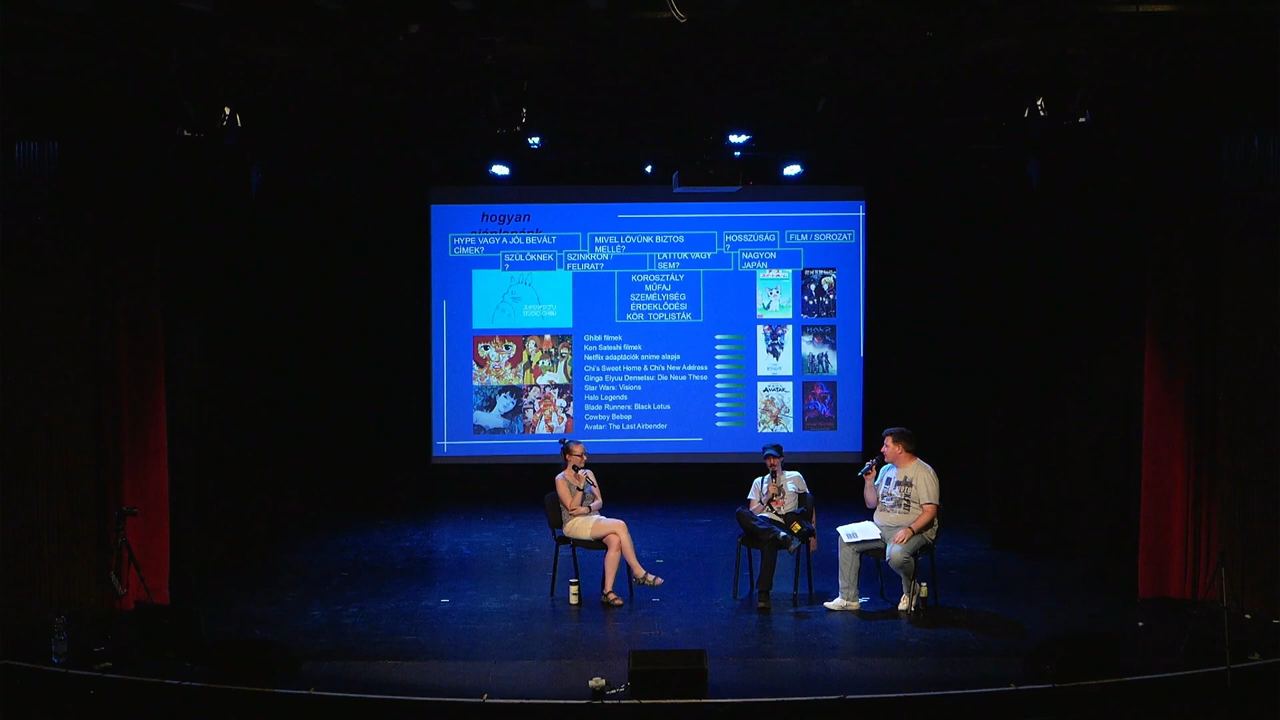 hogyan
HYPE VAGY A JÓL BEVÁLT
CÍMEK?
MIVEL LÖVÜNK BIZTOS
MELLÉ?
HOSSZÚSÁG
?
FILM / SOROZAT
SZÜLŐKNEK
?
SZINKRON /
FELIRAT?
LÁTTUK VAGY
SEM?
NAGYON
JAPÁN
KOROSZTÁLY
MŰFAJ
SZEMÉLYISÉG
ÉRDEKLŐDÉSI
KÖR TOPLISTÁK
Ghibli filmek
Kon Satoshi filmek
Netflix adaptációk anime alapja
Chi's Sweet Home & Chi's New Address
Ginga Eiyuu Densetsu: Die Neue These
Star Wars: Visions
Halo Legends
Blade Runners: Black Lotus
Cowboy Bebop
Avatar: The Last Airbender
AVATAR